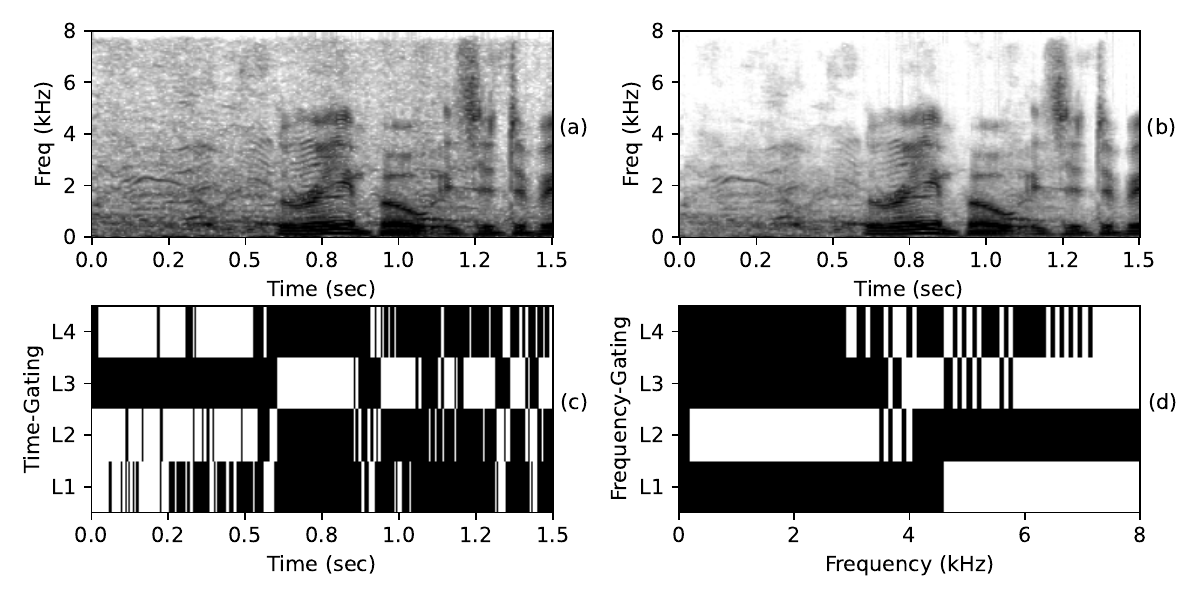 8
6
4
2
0
Freq (kHz)
0.0 0.2 0.5 0.8 1.0 1.2 1.5
Time (sec)
(a)
8
6
4
2
0
Freq (kHz)
0.0 0.2 0.5 0.8 1.0 1.2 1.5
Time (sec)
(b)
L4
L3
L2
L1
Time-Gating
0.0 0.2 0.5 0.8 1.0 1.2 1.5
Time (sec)
(c)
L4
L3
L2
L1
Frequency-Gating
0 2 4 6 8
Frequency (kHz)
(d)